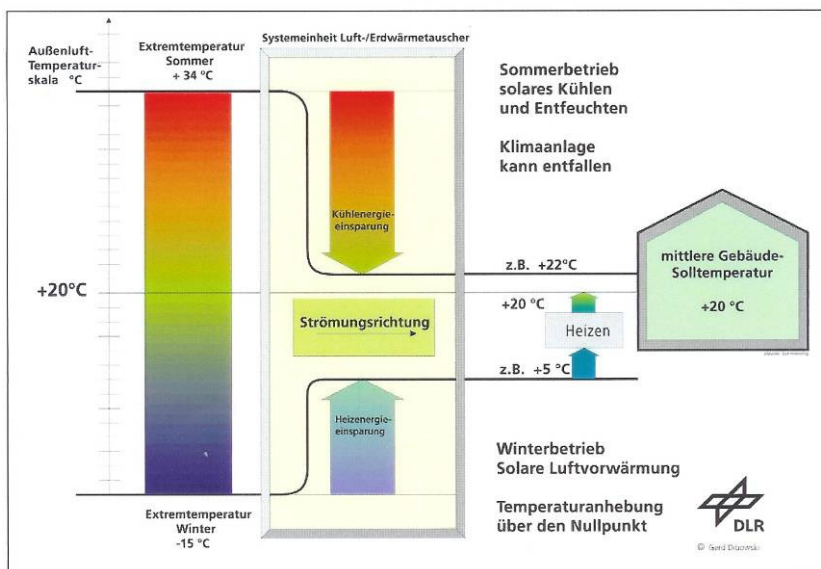 Außenluft-
Temperatur-
skala °C
Extremtemperatur
Sommer
+ 34 °C
Systemeinheit Luft-/Erdwärmetauscher
Sommerbetrieb
solares Kühlen
und Entfeuchten
Klimaanlage
kann entfallen
Kühlenergie-
einsparung
z.B. +22°C
mittlere Gebäude-
Solltemperatur
+20 °C
+20°C
+20 °C
Strömungsrichtung
Heizen
z.B. +5 °C
Heizenergie-
einsparung
Winterbetrieb
Solare Luftvorwärmung
Temperaturanhebung
über den Nullpunkt
Extremtemperatur
Winter
-15 °C
DLR
© Gerd Dibowski